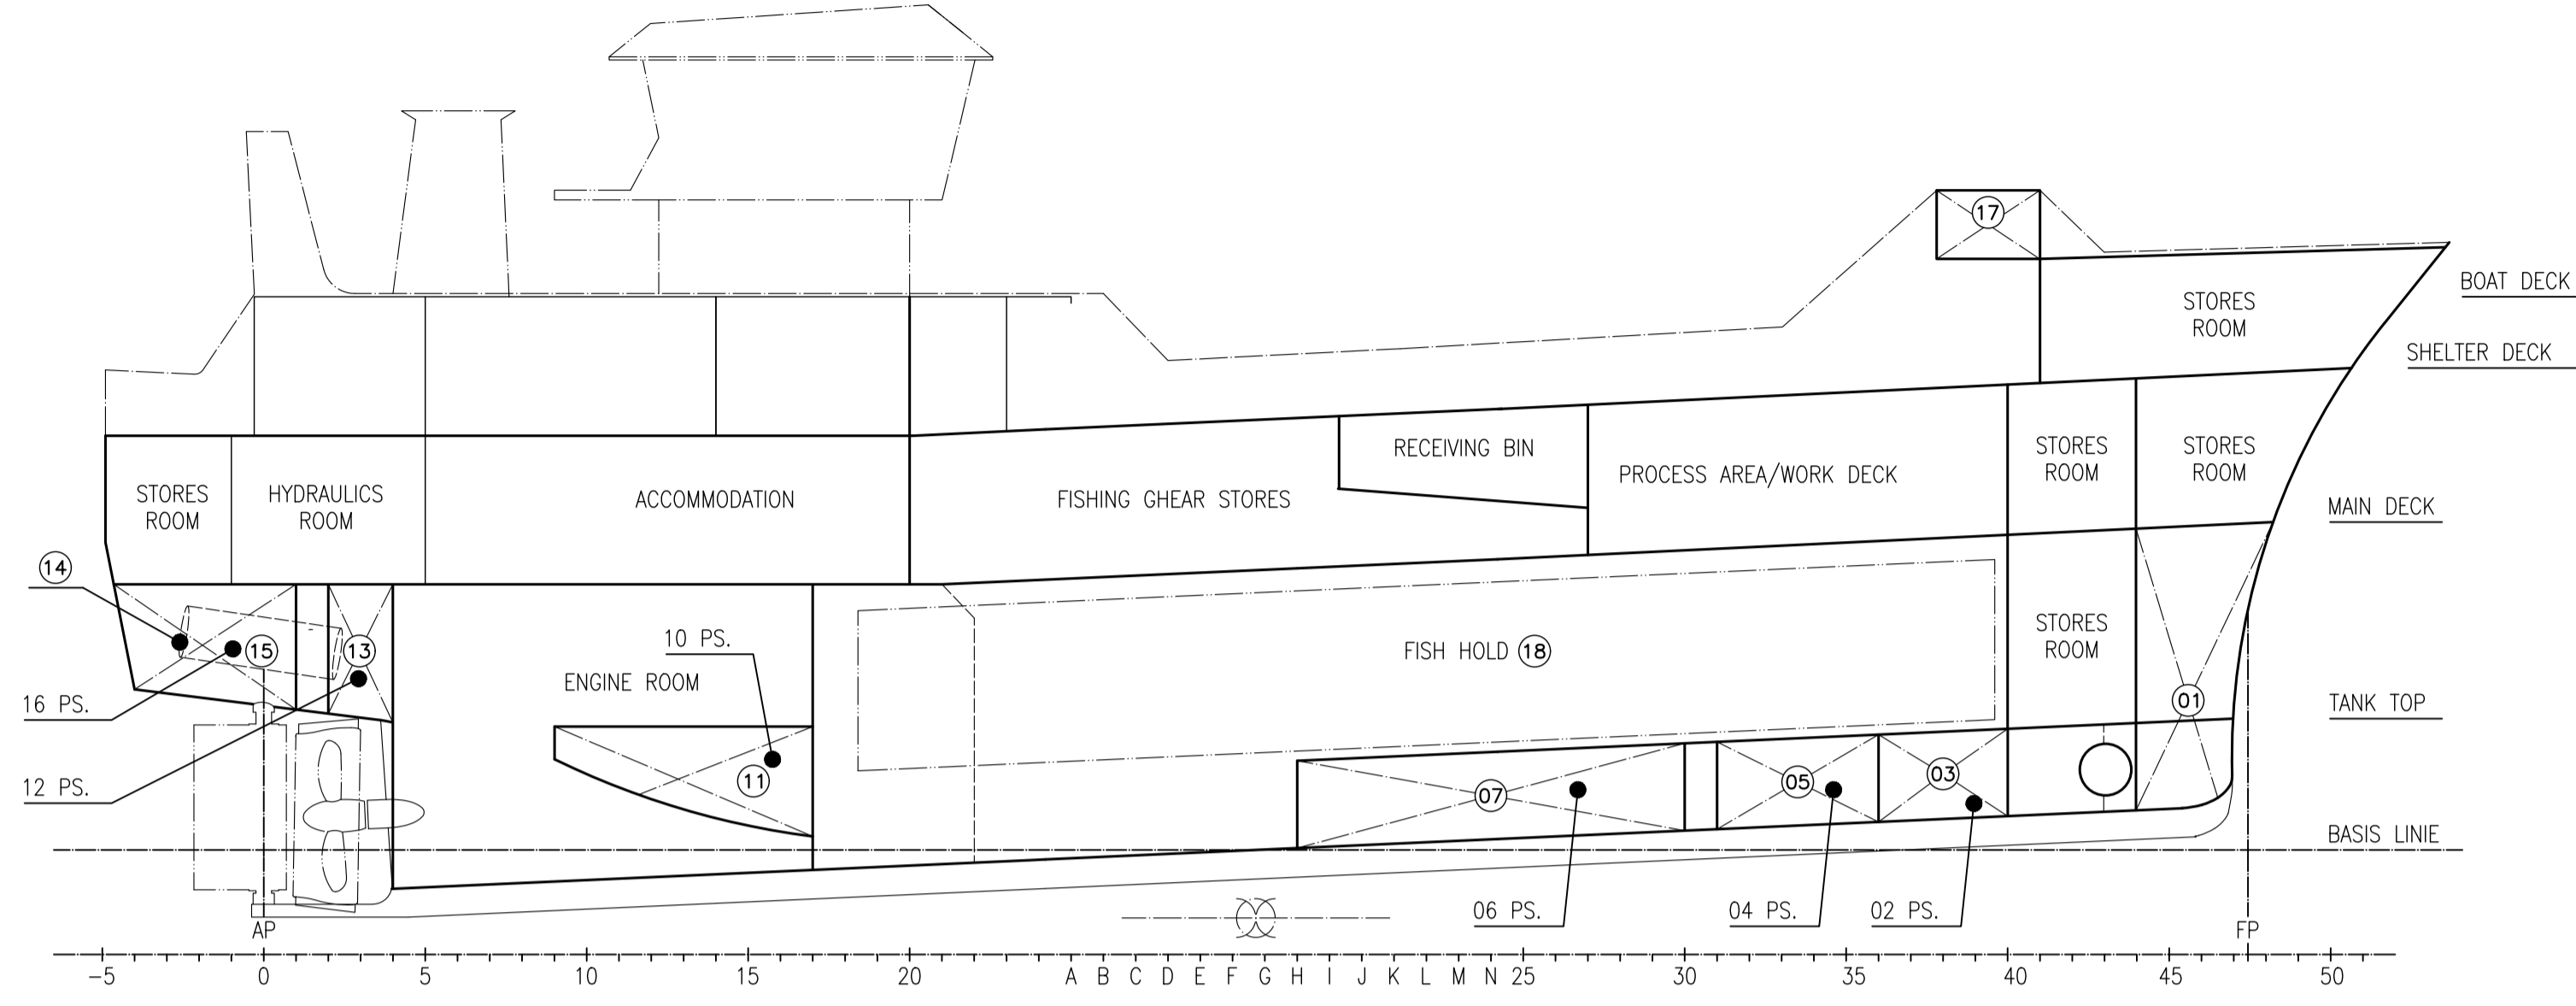 17
BOAT DECK
STORES
ROOM
SHELTER DECK
RECEIVING BIN
STORES
ROOM
STORES
ROOM
PROCESS AREA/WORK DECK
STORES
ROOM
HYDRAULICS
ROOM
ACCOMMODATION
FISHING GHEAR STORES
MAIN DECK
14
10 PS.
STORES
ROOM
15
13
FISH HOLD 18
ENGINE ROOM
16 PS.
01
TANK TOP
12 PS.
11
07
05
03
BASIS LINIE
06 PS.
04 PS.
02 PS.
AP
FP
-5 0 5 10 15 20 A B C D E F G H I J K L M N 25 30 35 40 45 50